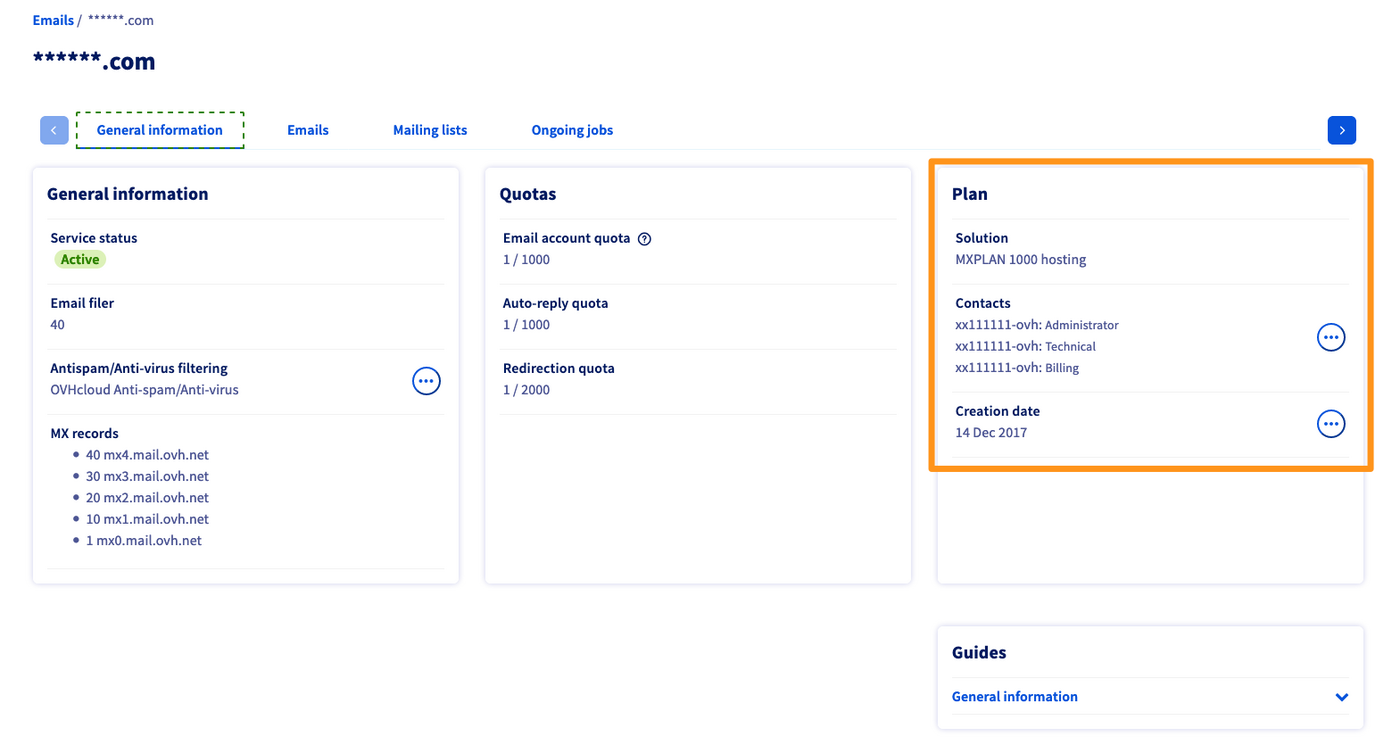 Emails / ******.com
******.com
General information
Emails
Mailing lists
Ongoing jobs
General information
Service status
Active
Email filer
40
Antispam/Anti-virus filtering
OVHcloud Anti-spam/Anti-virus
MX records
40 mx4.mail.ovh.net
30 mx3.mail.ovh.net
20 mx2.mail.ovh.net
10 mx1.mail.ovh.net
1 mx0.mail.ovh.net
Quotas
Email account quota
1 / 1000
Auto-reply quota
1 / 1000
Redirection quota
1 / 2000
Plan
Solution
MXPLAN 1000 hosting
Contacts
xx111111-ovh: Administrator
xx111111-ovh: Technical
xx111111-ovh: Billing
Creation date
14 Dec 2017
Guides
General information